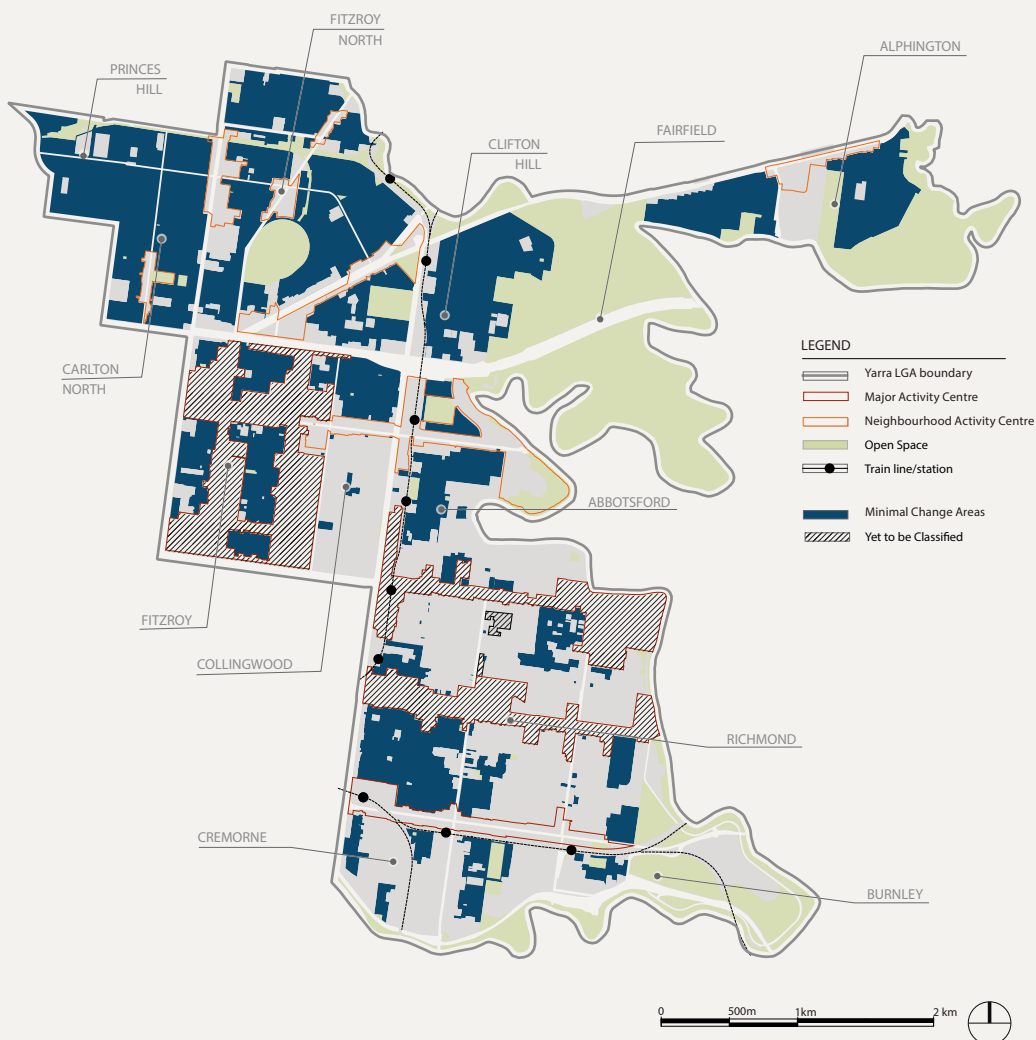 FITZROY
NORTH
PRINCES
HILL
ALPHINGTON
CLIFTON
HILL
FAIRFIELD
CARLTON
NORTH
LEGEND
Yarra LGA boundary
Major Activity Centre
Neighbourhood Activity Centre
Open Space
Train line/station
Minimal Change Areas
Yet to be Classified
ABBOTSFORD
FITZROY
COLLINGWOOD
RICHMOND
CREMORNE
BURNLEY
0 500m 1km 2 km